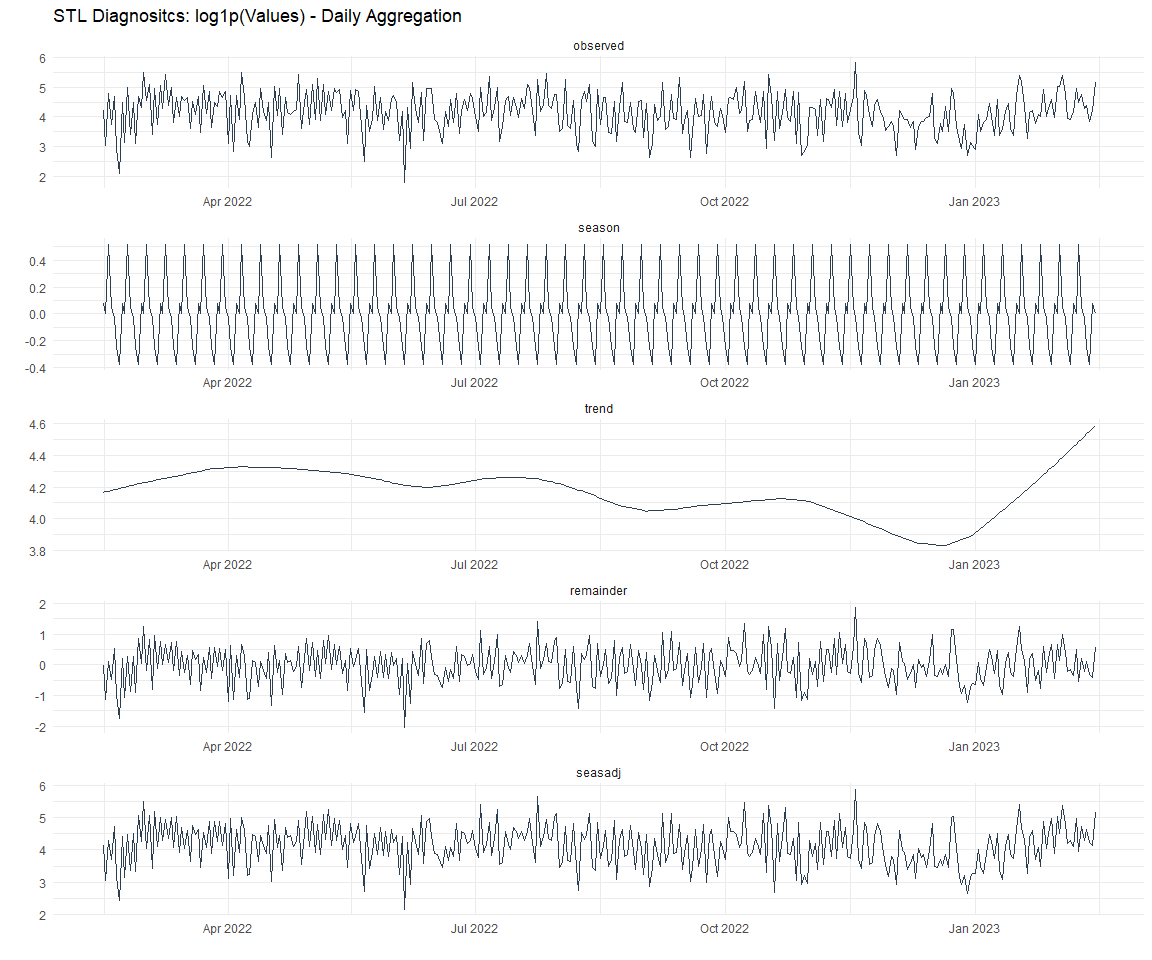 STL Diagnositcs: log1p(Values) - Daily Aggregation
observed
6
5
4
3
2
Apr 2022 Jul 2022 Oct 2022 Jan 2023
season
0.4
0.2
0.0
-0.2
-0.4
Apr 2022 Jul 2022 Oct 2022 Jan 2023
trend
4.6
4.4
4.2
4.0
3.8
Apr 2022 Jul 2022 Oct 2022 Jan 2023
remainder
2
1
0
-1
-2
Apr 2022 Jul 2022 Oct 2022 Jan 2023
seasadj
6
5
4
3
2
Apr 2022 Jul 2022 Oct 2022 Jan 2023